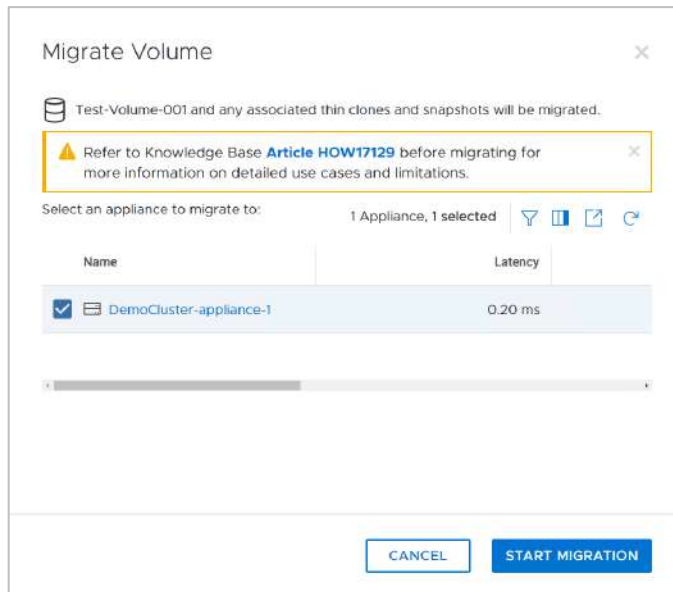 Migrate Volume
Test-Volume-001 and any associated thin clones and snapshots will be migrated.
Refer to Knowledge Base Article HOW17129 before migrating for
more information on detailed use cases and limitations.
Select an appliance to migrate to:
1 Appliance, 1 selected
Name
Latency
DemoCluster-appliance-1
0.20 ms
CANCEL
START MIGRATION